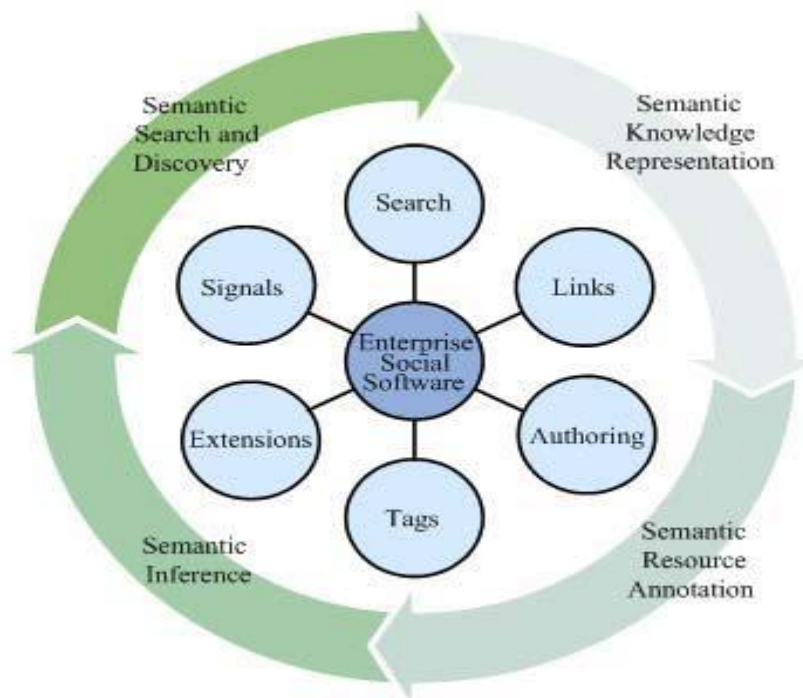 Semantic
Search and
Discovery
Semantic
Knowledge
Representation
Search
Signals
Links
Enterprise
Social
Software
Extensions
Authoring
Tags
Semantic
Inference
Semantic
Resource
Annotation